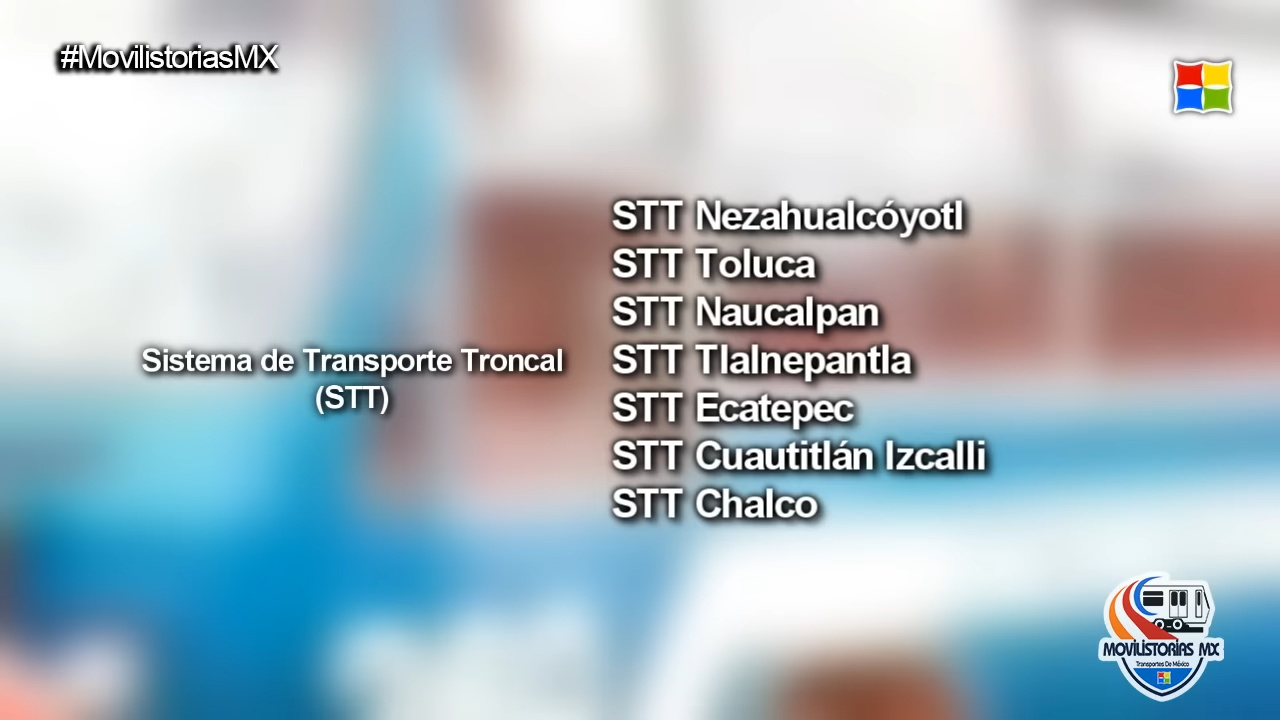 #MovilistoriasMX
STT Nezahualcóyotl
STT Toluca
STT Naucalpan
Sistema de Transporte Troncal
(STT)
STT Tlalnepantla
STT Ecatepec
STT Cuautitlán Izcalli
STT Chalco
MOVILISTORIAS MX
Transportes De México